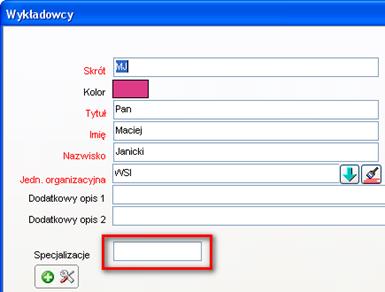 Wykładowcy
Skrót MJ
Kolor
Tytuł Pan
Imię Maciej
Nazwisko Janicki
Jedn. organizacyjna WSI
Dodatkowy opis 1
Dodatkowy opis 2
Specjalizacje